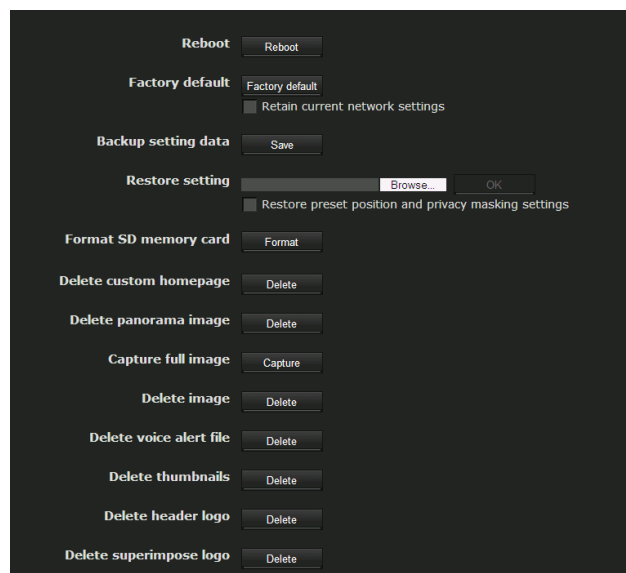 Reboot Reboot
Factory default Factory default
Retain current network settings
Backup setting data Save
Restore setting Browse... OK
Restore preset position and privacy masking settings
Format SD memory card Format
Delete custom homepage Delete
Delete panorama image Delete
Capture full image Capture
Delete image Delete
Delete voice alert file Delete
Delete thumbnails Delete
Delete header logo Delete
Delete superimpose logo Delete